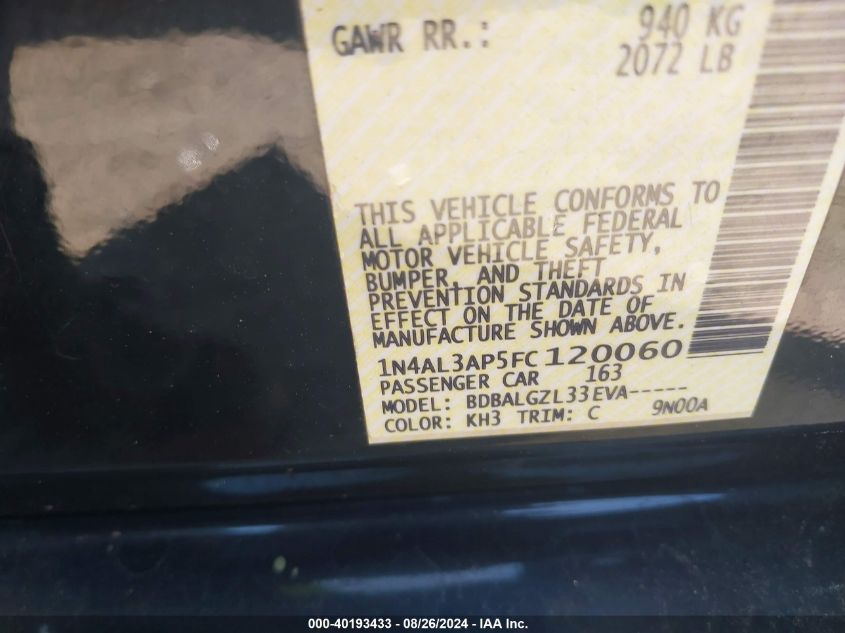 GAWR RR.: 940 KG
2072 LB
THIS VEHICLE CONFORMS TO
ALL APPLICABLE FEDERAL
MOTOR VEHICLE SAFETY,
BUMPER, AND THEFT
PREVENTION STANDARDS IN
EFFECT ON THE DATE OF
MANUFACTURE SHOWN ABOVE.
1N4AL3AP5FC120060
PASSENGER CAR 163
MODEL: BDBALGZL33EVA-----
COLOR: KH3 TRIM: C 9N00A
000-40193433 - 08/26/2024 - IAA Inc.